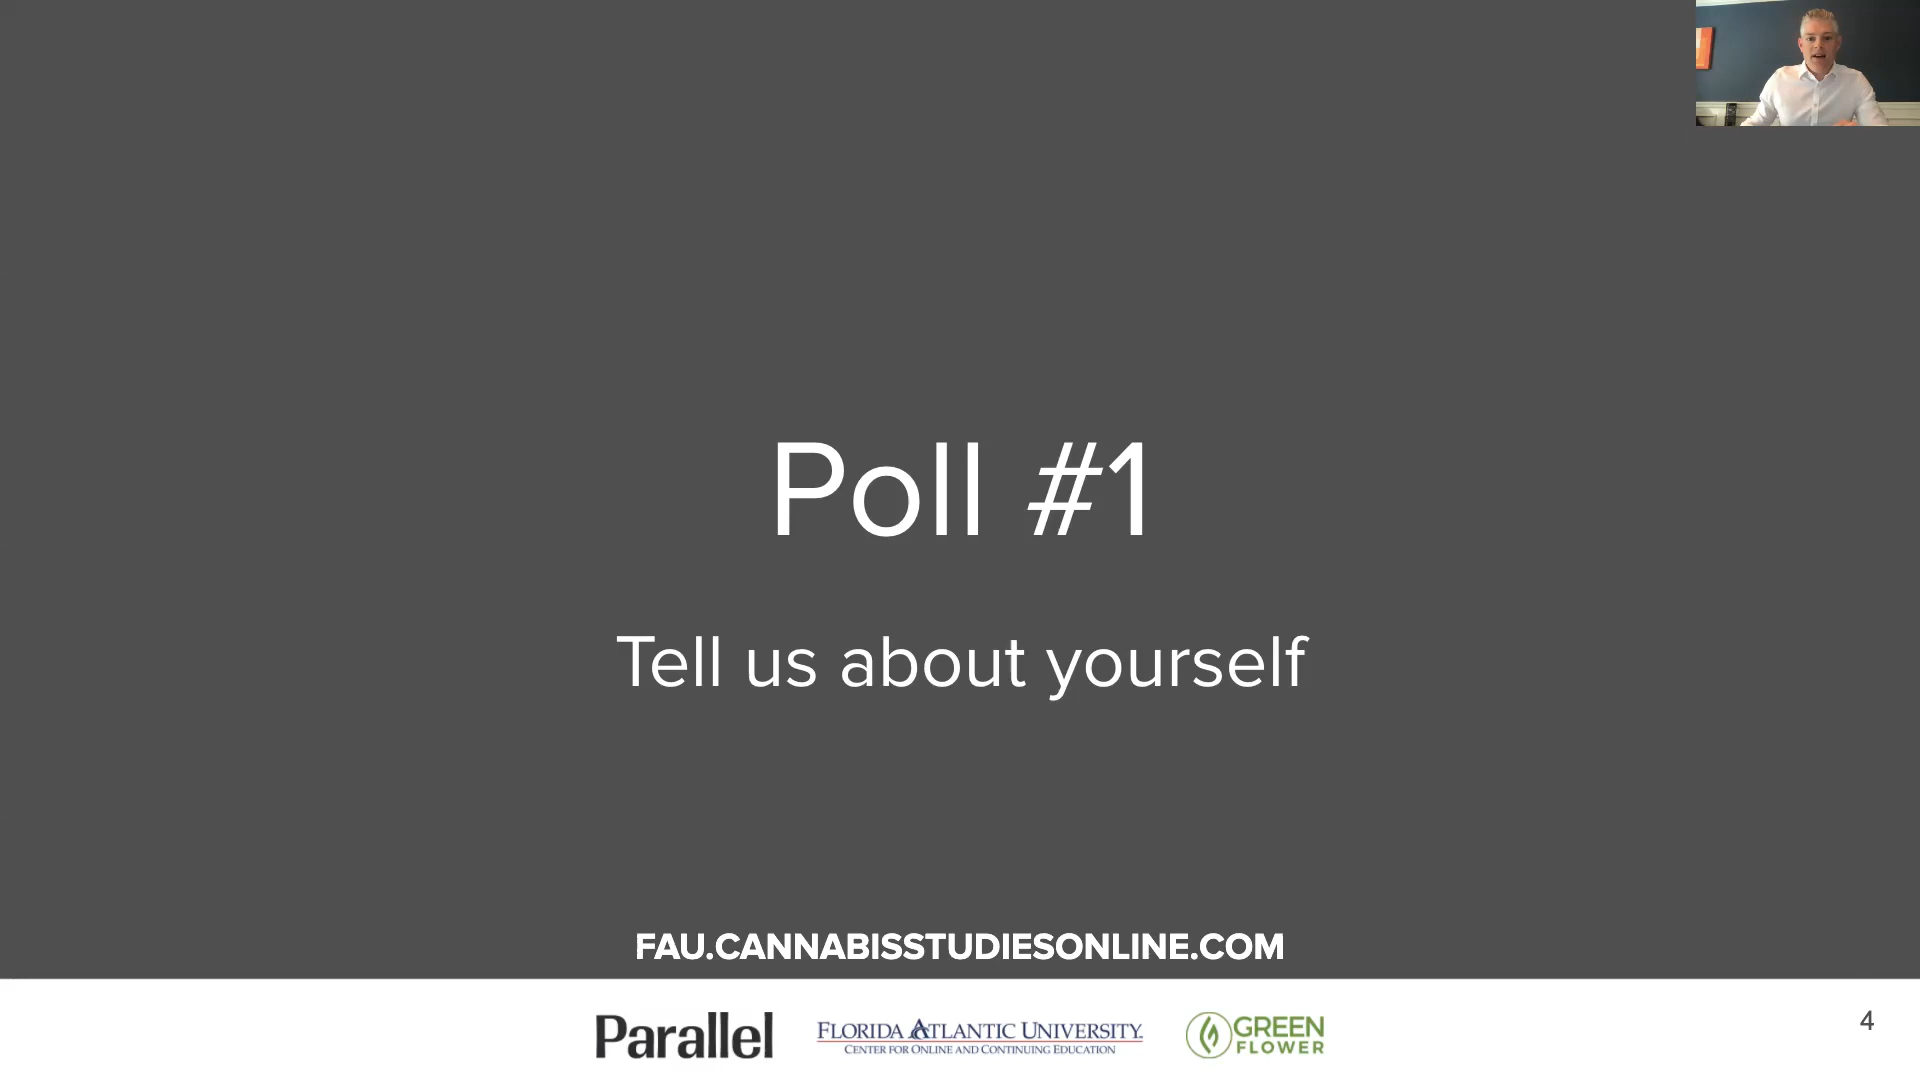 Poll #1
Tell us about yourself
FAU.CANNABISSTUDIESONLINE.COM
Parallel
FLORIDA ATLANTIC UNIVERSITY.
CENTER FOR ONLINE AND CONTINUING EDUCATION
GREEN
FLOWER
4